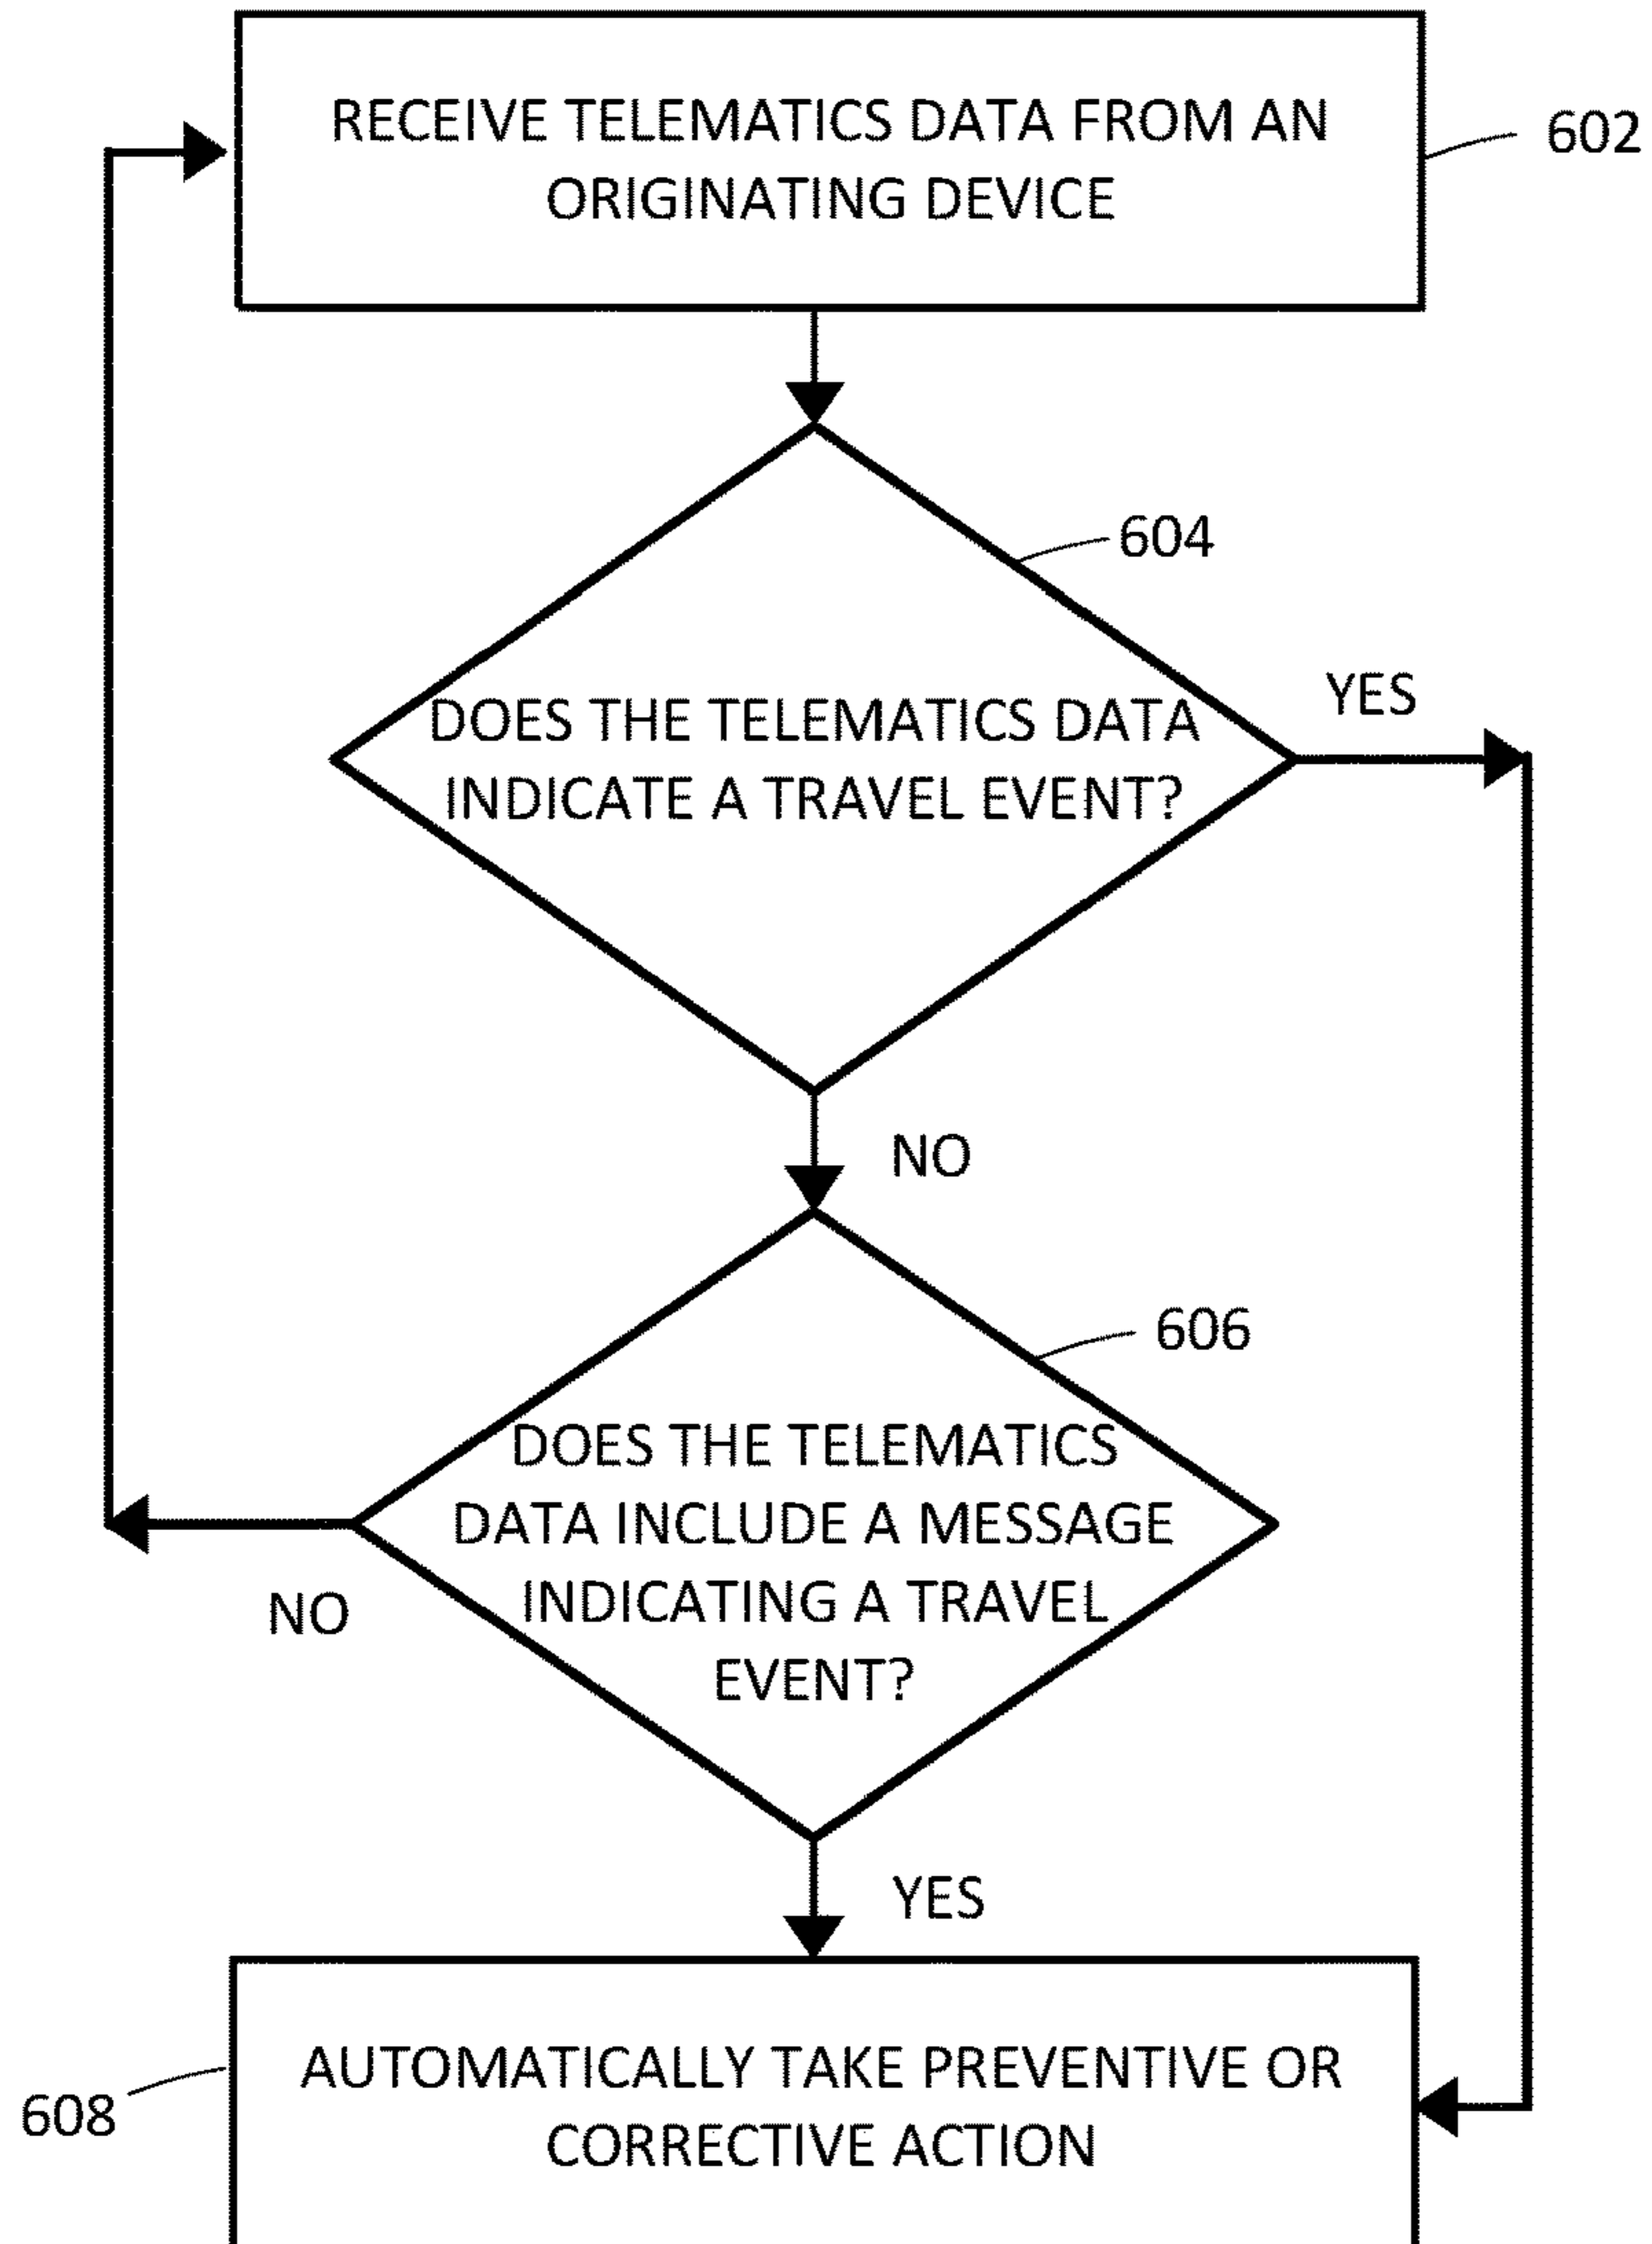 RECEIVE TELEMATICS DATA FROM AN
ORIGINATING DEVICE
602
604
DOES THE TELEMATICS DATA
INDICATE A TRAVEL EVENT?
YES
NO
606
DOES THE TELEMATICS
DATA INCLUDE A MESSAGE
INDICATING A TRAVEL
EVENT?
NO
YES
AUTOMATICALLY TAKE PREVENTIVE OR
CORRECTIVE ACTION
608